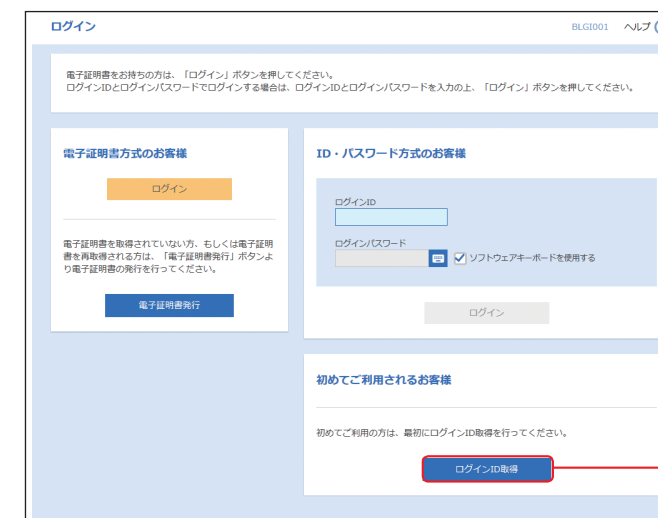 ログイン
BLGI001 ヘルプ
電子証明書をお持ちの方は、「ログイン」ボタンを押してください。
ログインIDとログインパスワードでログインする場合は、ログインIDとログインパスワードを入力の上、「ログイン」ボタンを押してください。
電子証明書方式のお客様
ログイン
電子証明書を取得されていない方、もしくは電子証明
書を再取得される方は、「電子証明書発行」ボタンよ
り電子証明書の発行を行ってください。
電子証明書発行
ID・パスワード方式のお客様
ログインID
ログインパスワード
ソフトウェアキーボードを使用する
ログイン
初めてご利用されるお客様
初めてご利用の方は、最初にログインID取得を行ってください。
ログインID取得